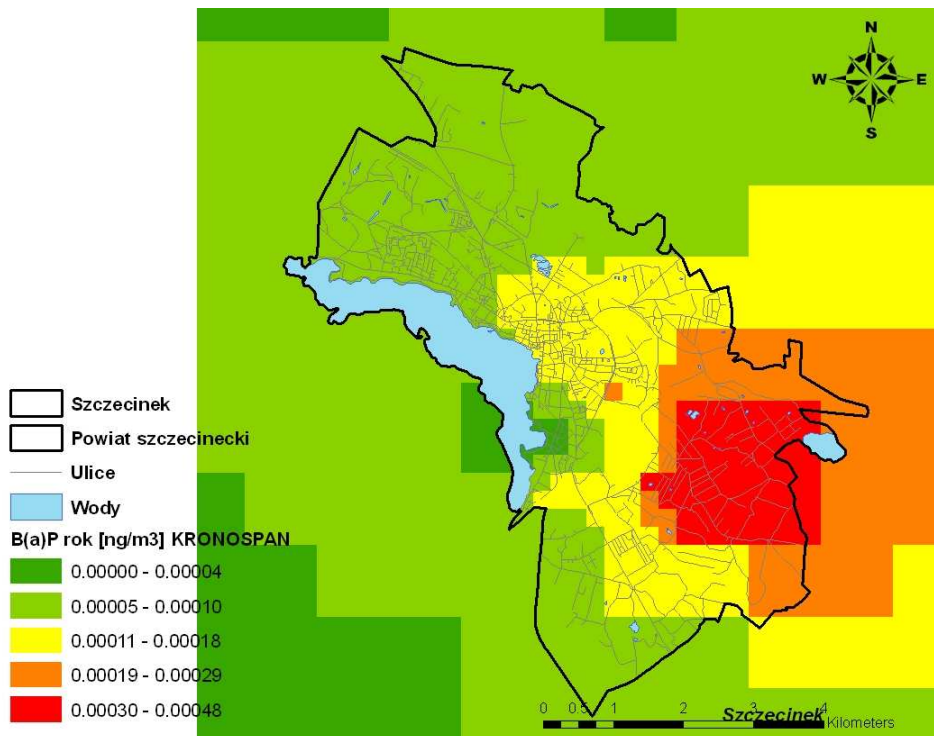 N
W E
S
Szczecinek
Powiat szczecinecki
Ulice
Wody
B(a)P rok [ng/m3] KRONOSPAN
0.00000 - 0.00004
0.00005 - 0.00010
0.00011 - 0.00018
0.00019 - 0.00029
0.00030 - 0.00048
Szczecinek
0 0,5 1 2 3 4
Kilometers